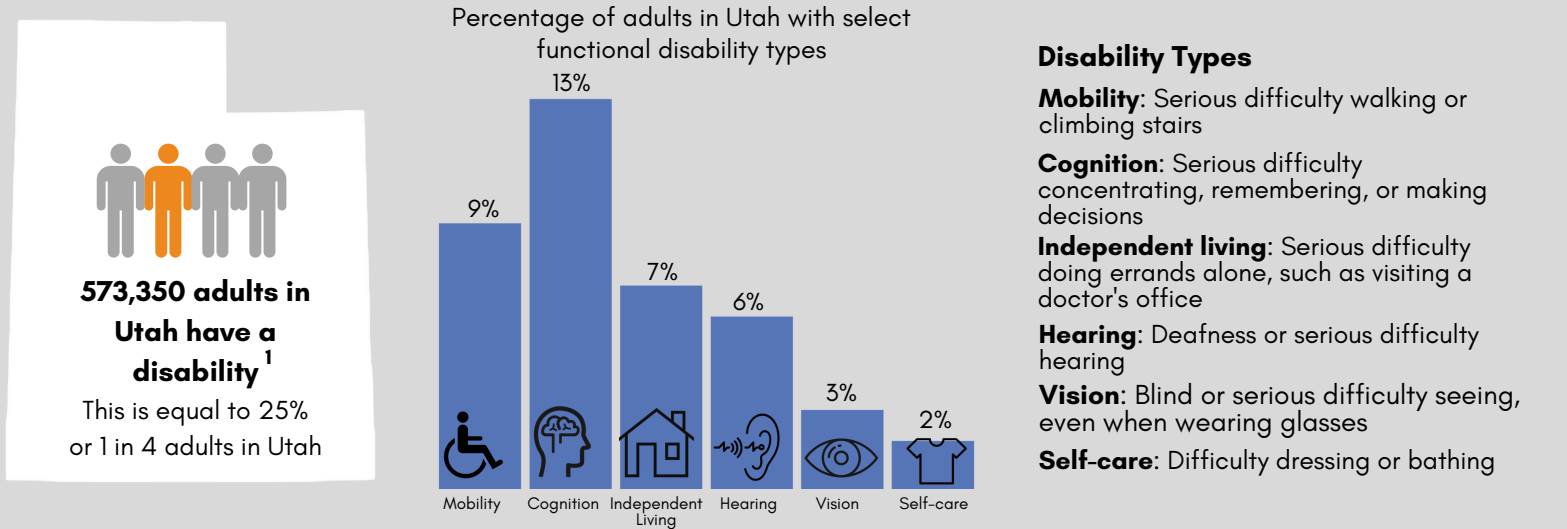 573,350 adults in
Utah have a
disability 1
This is equal to 25%
or 1 in 4 adults in Utah
Percentage of adults in Utah with select
functional disability types
9%
13%
7%
6%
3%
2%
Mobility
Cognition
Independent
Living
Hearing
Vision
Self-care
Disability Types
Mobility: Serious difficulty walking or
climbing stairs
Cognition: Serious difficulty
concentrating, remembering, or making
decisions
Independent living: Serious difficulty
doing errands alone, such as visiting a
doctor's office
Hearing: Deafness or serious difficulty
hearing
Vision: Blind or serious difficulty seeing,
even when wearing glasses
Self-care: Difficulty dressing or bathing